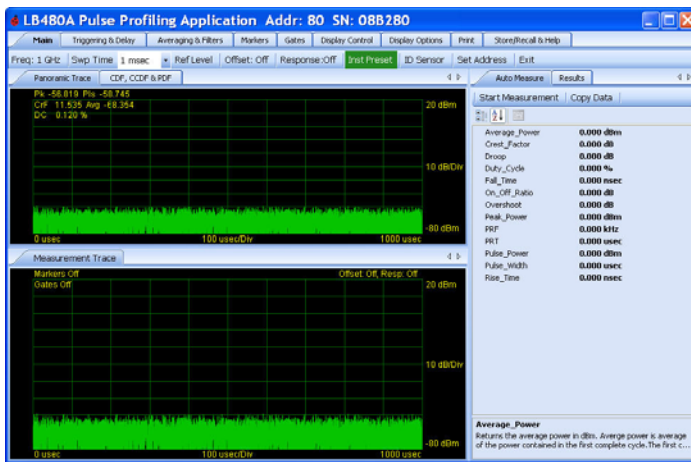 LB480A Pulse Profiling Application Addr: 80 SN: 08B280
Main Triggering & Delay Averaging & Filters Markers Gates Display Control Display Options Print Store/Recall & Help
Freq: 1 GHz Swp Time 1 msec Ref Level Offset: Off Response:Off Inst Preset ID Sensor Set Address Exit
Panoramic Trace CDF, CCDF & PDF
Pk -56.819 Pls -58.745
CrF 11.535 Avg -68.354
DC 0.120 %
20 dBm
10 dB/Div
-80 dBm
0 usec 100 usec/Div 1000 usec
Measurement Trace
Markers Off Offset: Off, Resp: Off
Gates Off
20 dBm
10 dB/Div
-80 dBm
0 usec 100 usec/Div 1000 usec
Auto Measure Results
Start Measurement Copy Data
Average_Power 0.000 dBm
Crest_Factor 0.000 dB
Droop 0.000 dB
Duty_Cycle 0.000 %
Fall_Time 0.000 nsec
On_Off_Ratio 0.000 dB
Overshoot 0.000 dB
Peak_Power 0.000 dBm
PRF 0.000 kHz
PRT 0.000 usec
Pulse_Power 0.000 dBm
Pulse_Width 0.000 usec
Rise_Time 0.000 nsec
Average_Power
Returns the average power in dBm. Averge power is average
of the power contained in the first complete cycle.The first c...